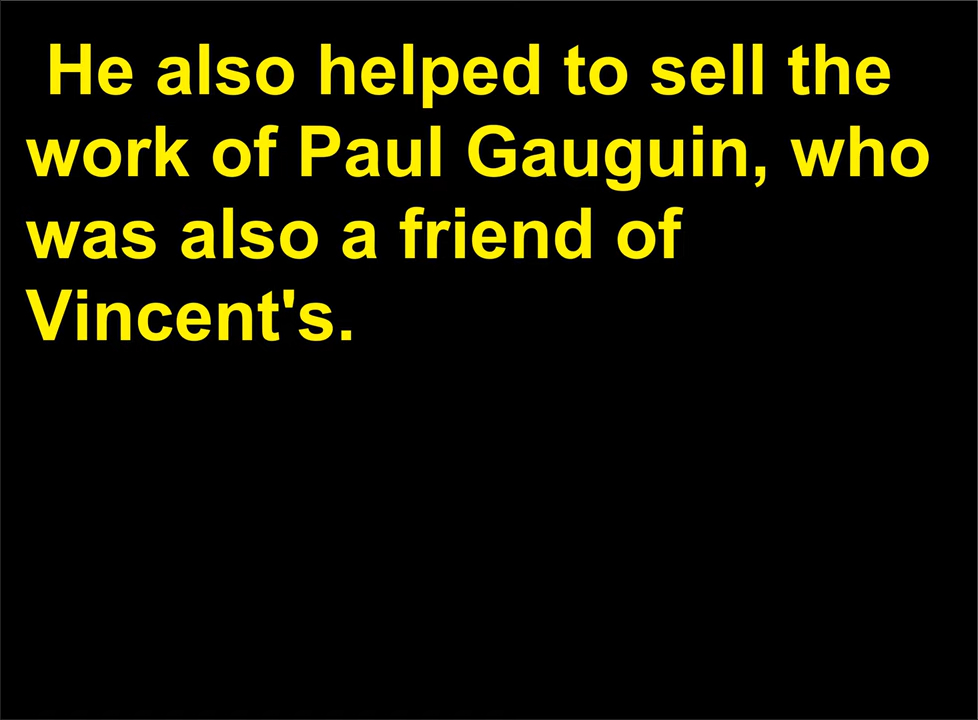 He also helped to sell the
work of Paul Gauguin, who
was also a friend of
Vincent's.